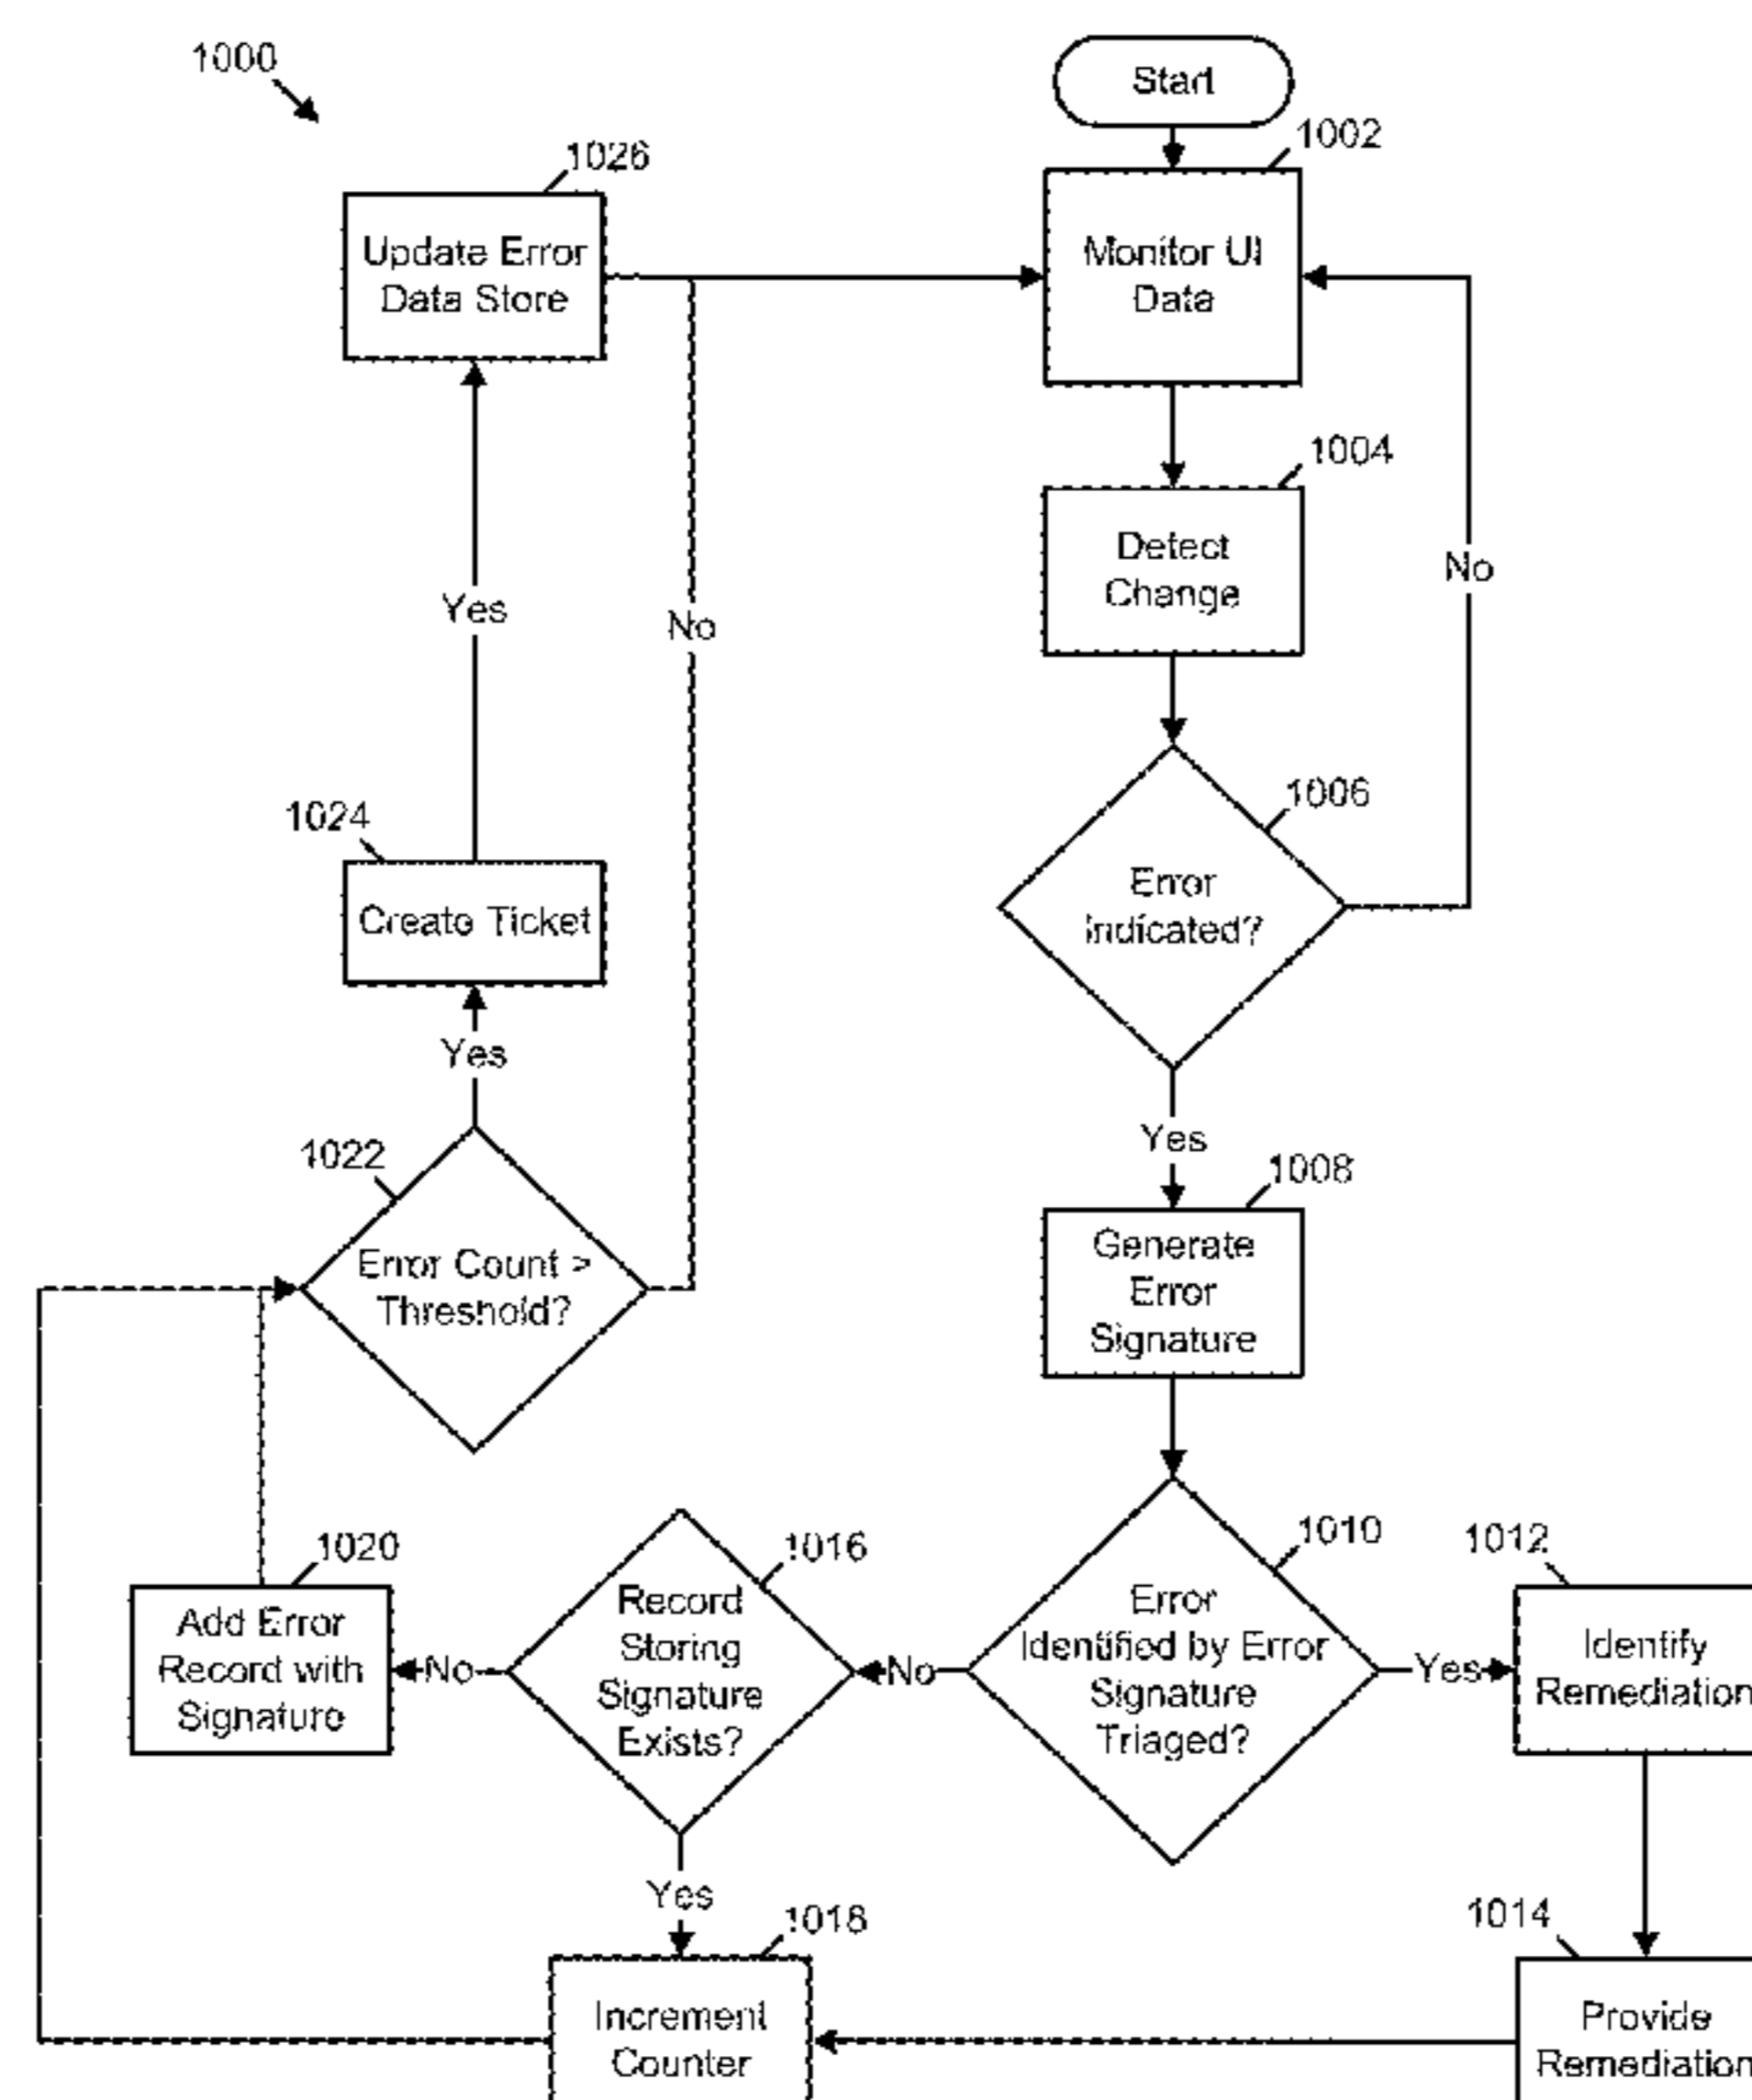 1000
Start
1002
Monitor UI
Data
1026
Update Error
Data Store
1004
Detect
Change
No
Yes
No
1006
Error
Indicated?
1024
Create Ticket
Yes
Yes
1008
Generate
Error
Signature
1022
Error Count >
Threshold?
1010
Error
Identified by Error
Signature
Triaged?
1012
Identify
Remediation
Yes
No
1016
Record
Storing
Signature
Exists?
No
1020
Add Error
Record with
Signature
Yes
1018
Increment
Counter
1014
Provide
Remediation